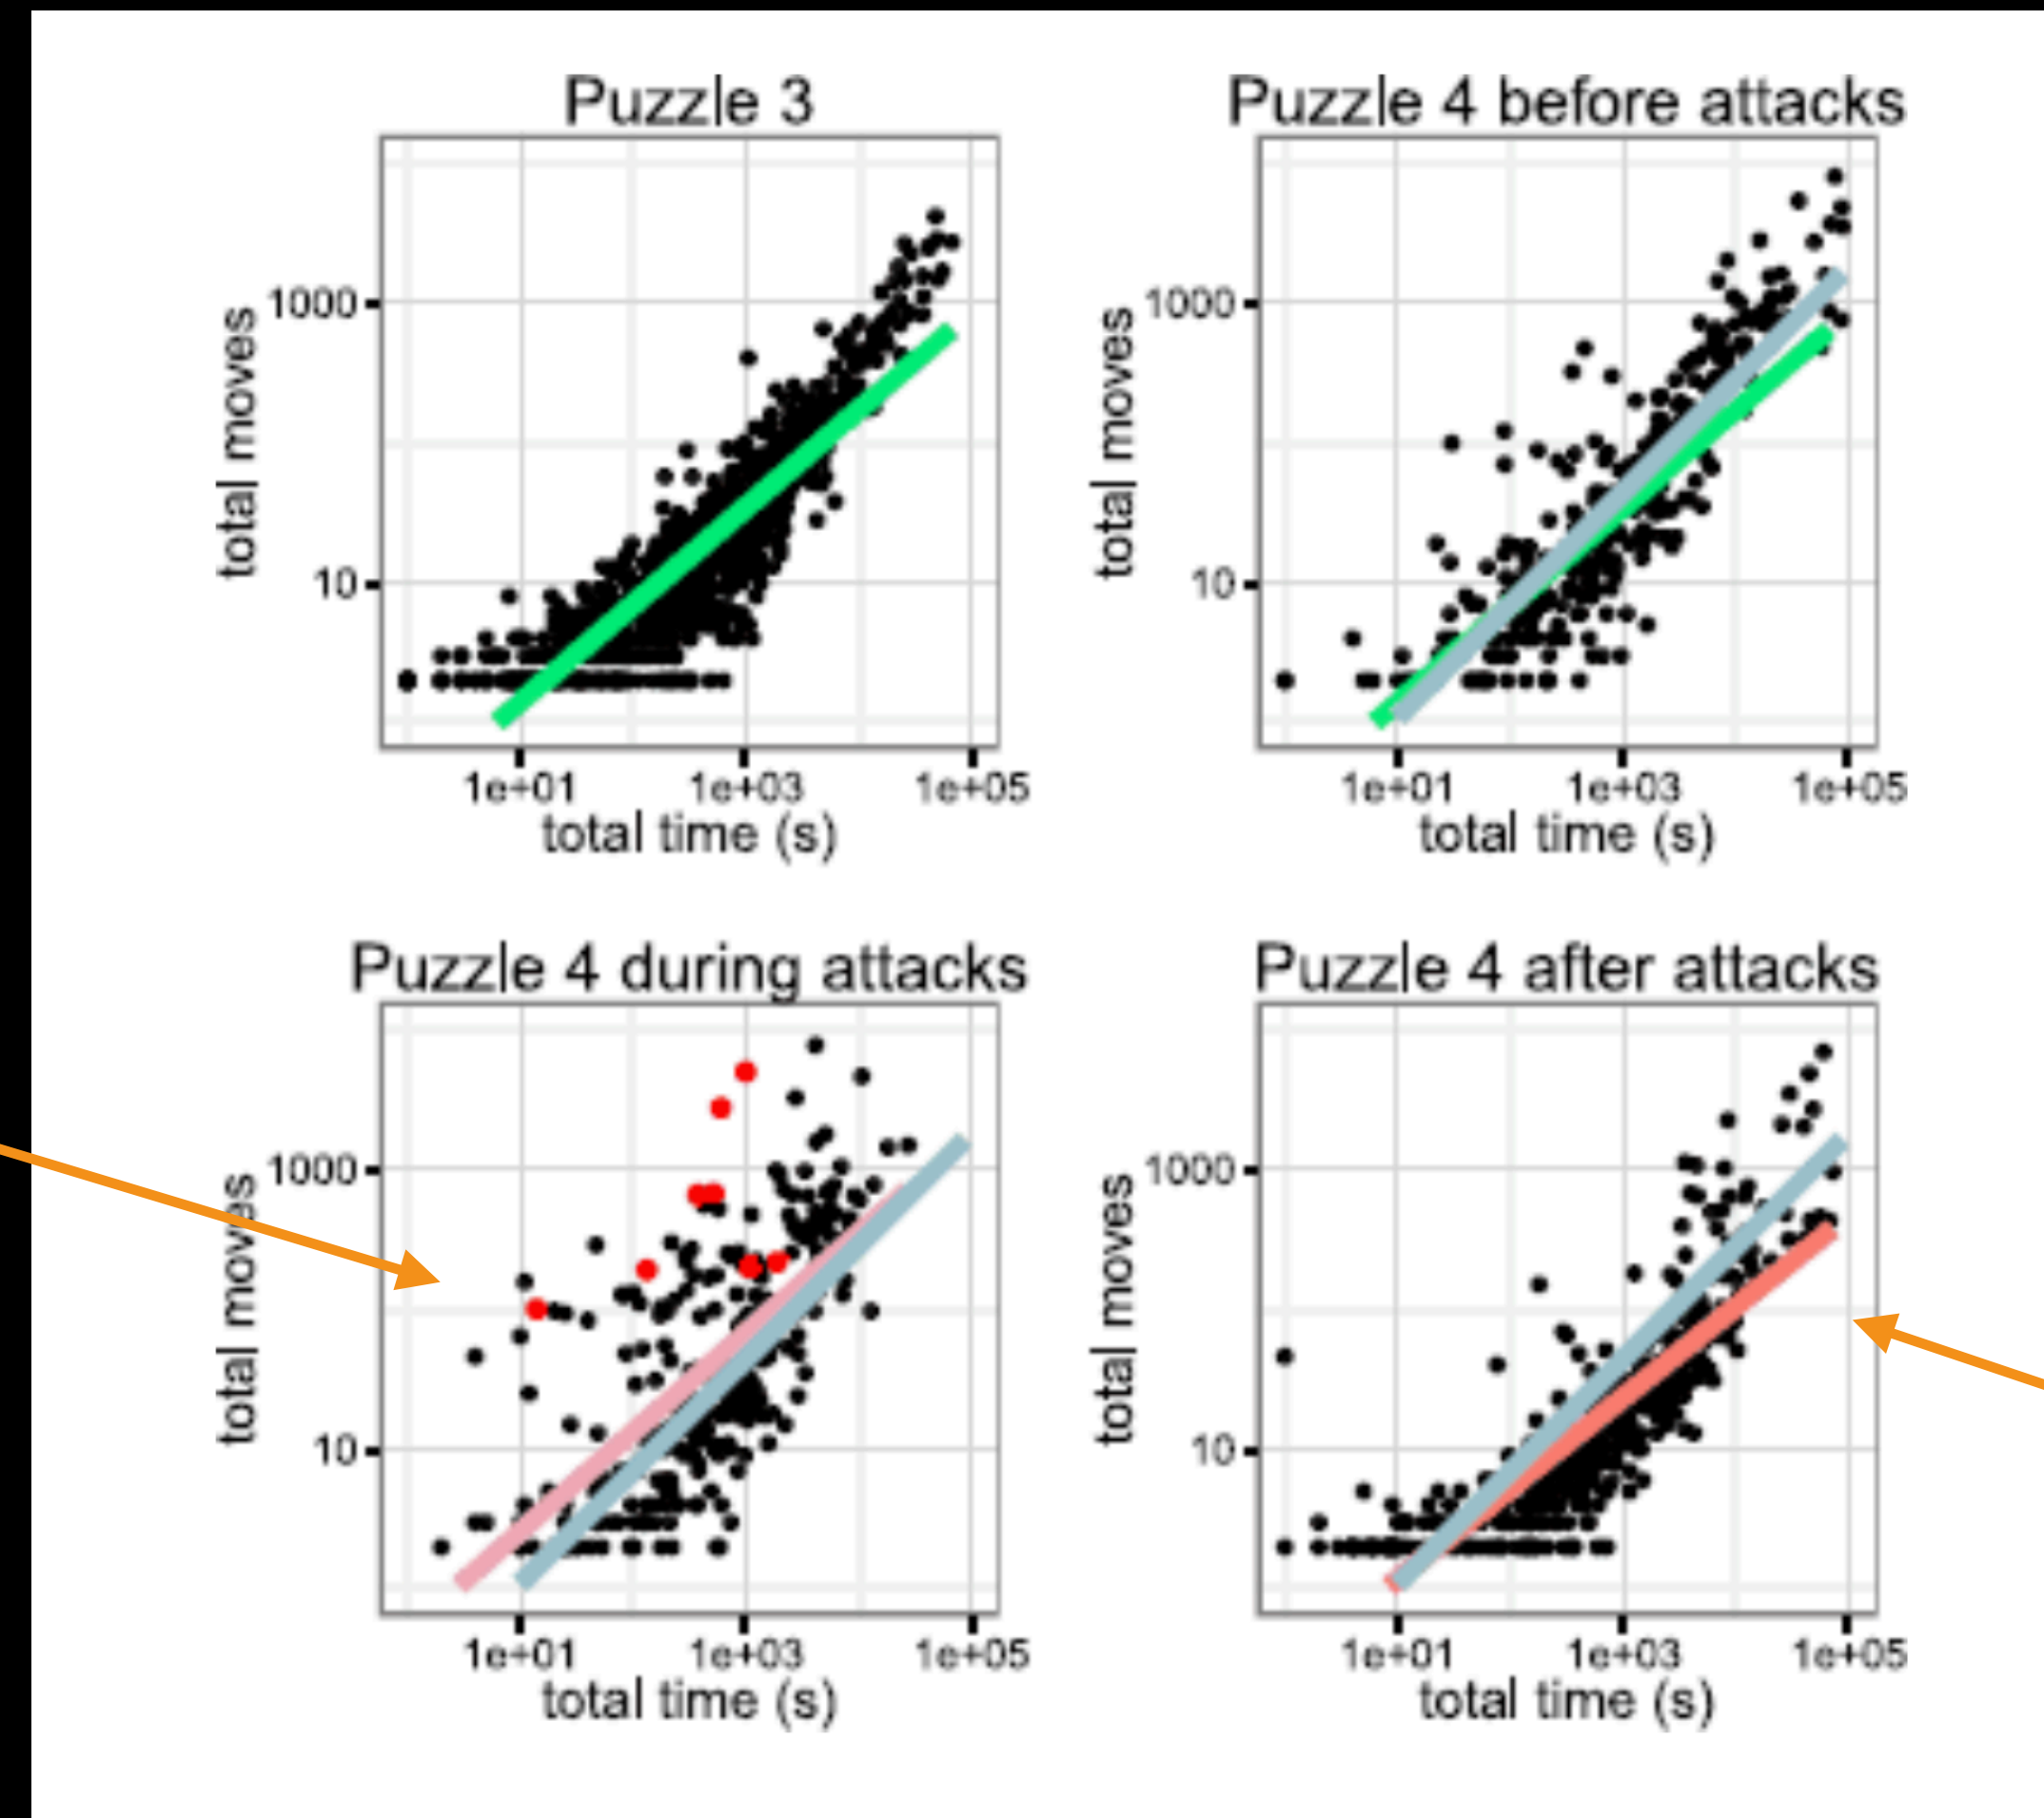 Puzzle 3
total moves
1000
10
1e+01 1e+03 1e+05
total time (s)
Puzzle 4 before attacks
total moves
1000
10
1e+01 1e+03 1e+05
total time (s)
Puzzle 4 during attacks
total moves
1000
10
1e+01 1e+03 1e+05
total time (s)
Puzzle 4 after attacks
total moves
1000
10
1e+01 1e+03 1e+05
total time (s)